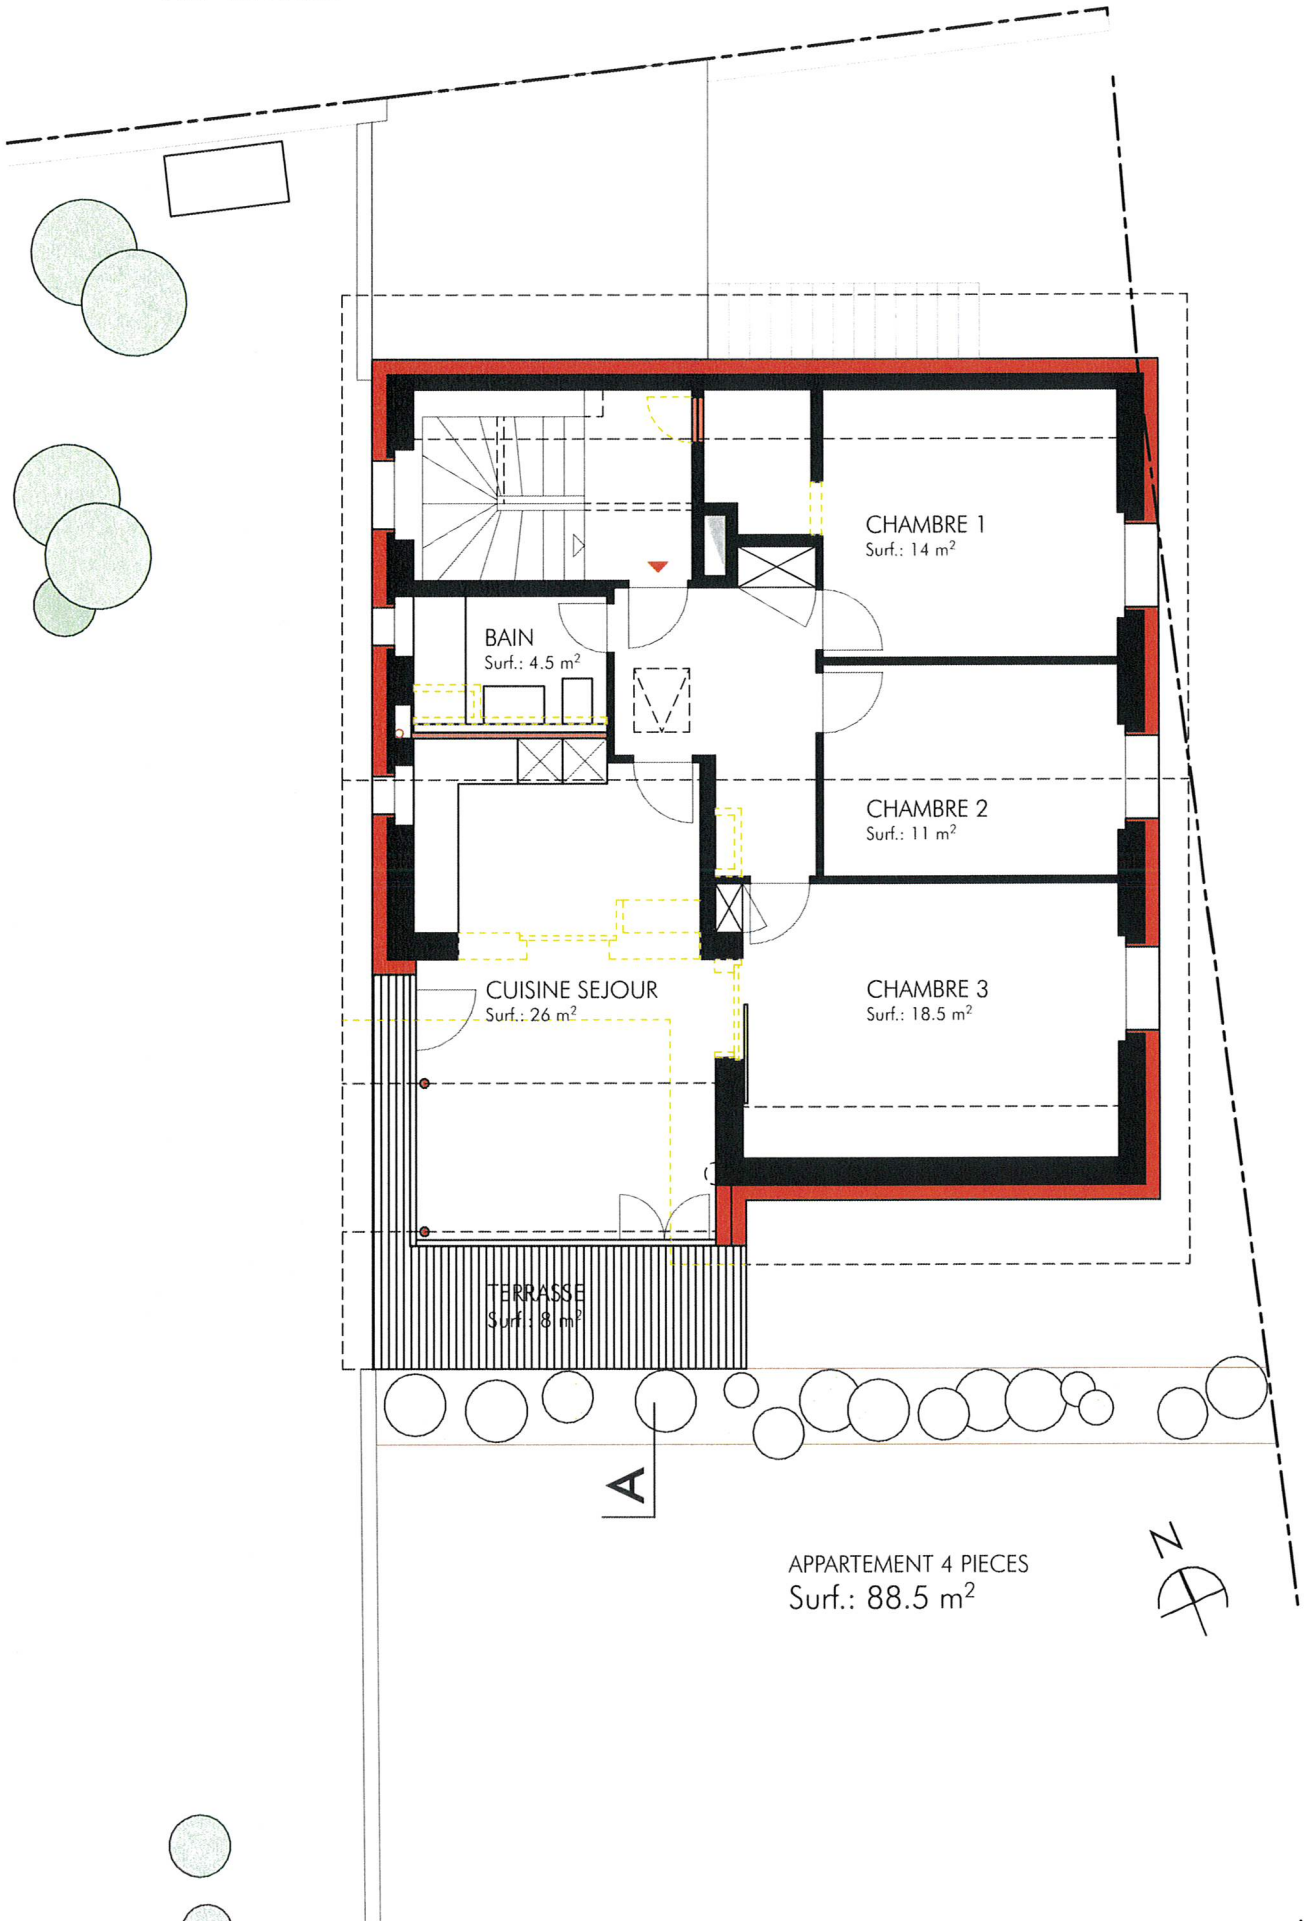 CHAMBRE 1
Surf.: 14 m²
BAIN
Surf.: 4.5 m²
CHAMBRE 2
Surf.: 11 m²
CUISINE SEJOUR
Surf.: 26 m²
CHAMBRE 3
Surf.: 18.5 m²
TERRASSE
Surf.: 8 m²
A
N
APPARTEMENT 4 PIECES
Surf.: 88.5 m²